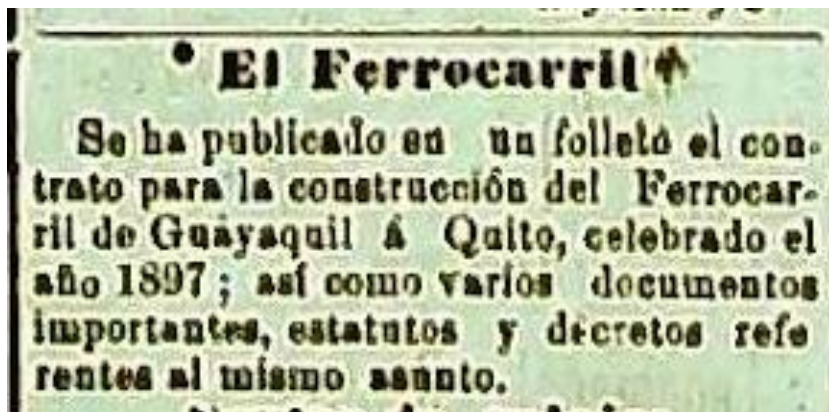 El Ferrocarril
Se ha publicado en un folleto el con-
trato para la construcción del Ferrocar-
ril de Guayaquil á Quito, celebrado el
año 1897; así como varios documentos
importantes, estatutos y decretos refe
rentes al mismo asunto.